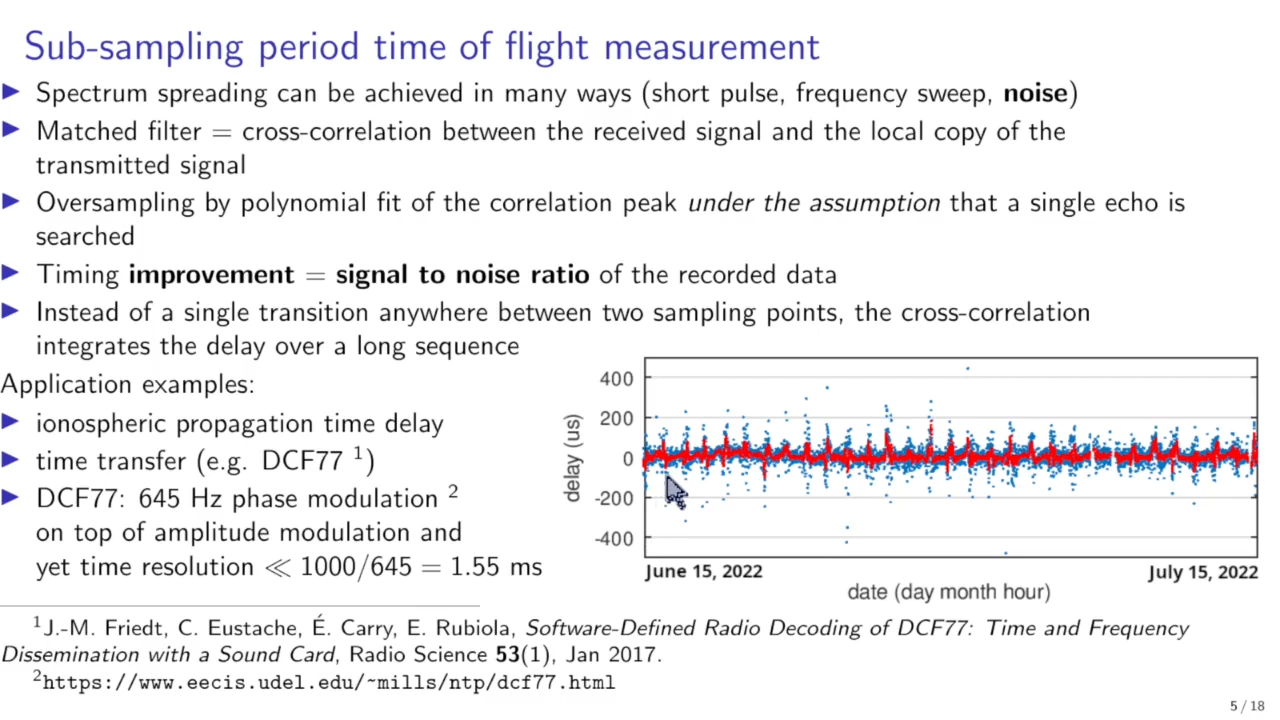 Sub-sampling period time of flight measurement
▶ Spectrum spreading can be achieved in many ways (short pulse, frequency sweep, noise)
▶ Matched filter = cross-correlation between the received signal and the local copy of the
transmitted signal
▶ Oversampling by polynomial fit of the correlation peak under the assumption that a single echo is
searched
▶ Timing improvement = signal to noise ratio of the recorded data
▶ Instead of a single transition anywhere between two sampling points, the cross-correlation
integrates the delay over a long sequence
Application examples:
▶ ionospheric propagation time delay
▶ time transfer (e.g. DCF77 ¹)
▶ DCF77: 645 Hz phase modulation ²
on top of amplitude modulation and
yet time resolution ≪ 1000/645 = 1.55 ms
delay (us)
400
200
0
-200
-400
June 15, 2022
July 15, 2022
date (day month hour)
¹J.-M. Friedt, C. Eustache, É. Carry, E. Rubiola, Software-Defined Radio Decoding of DCF77: Time and Frequency
Dissemination with a Sound Card, Radio Science 53(1), Jan 2017.
²https://www.eecis.udel.edu/~mills/ntp/dcf77.html
5 / 18